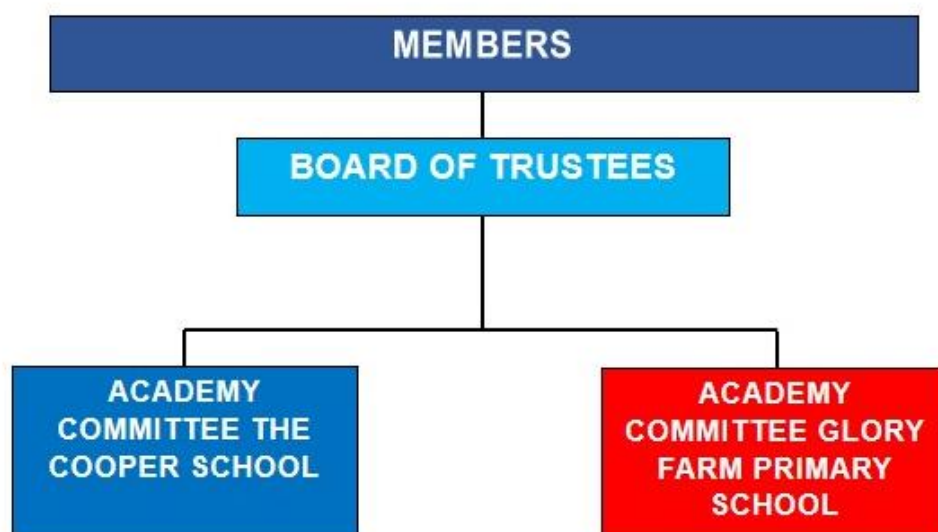 MEMBERS
BOARD OF TRUSTEES
ACADEMY
COMMITTEE THE
COOPER SCHOOL
ACADEMY
COMMITTEE GLORY
FARM PRIMARY
SCHOOL